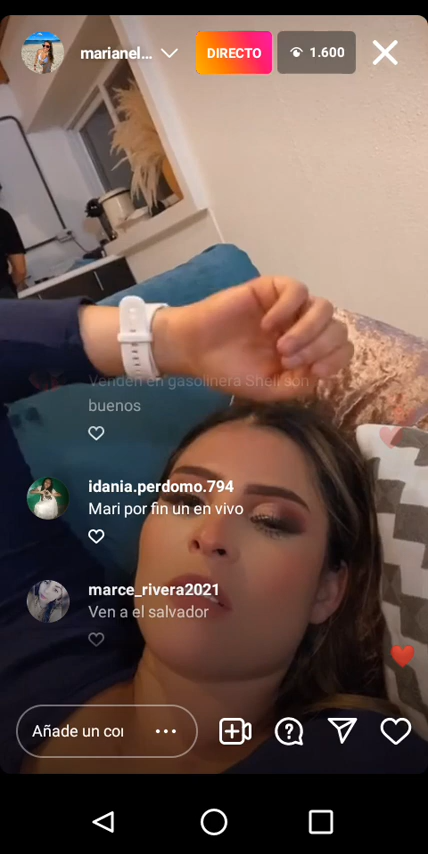 marianel...
DIRECTO
1.600
Venden en gasolinera Shell son
buenos
idania.perdomo.794
Mari por fin un en vivo
marce_rivera2021
Ven a el salvador
Añade un co